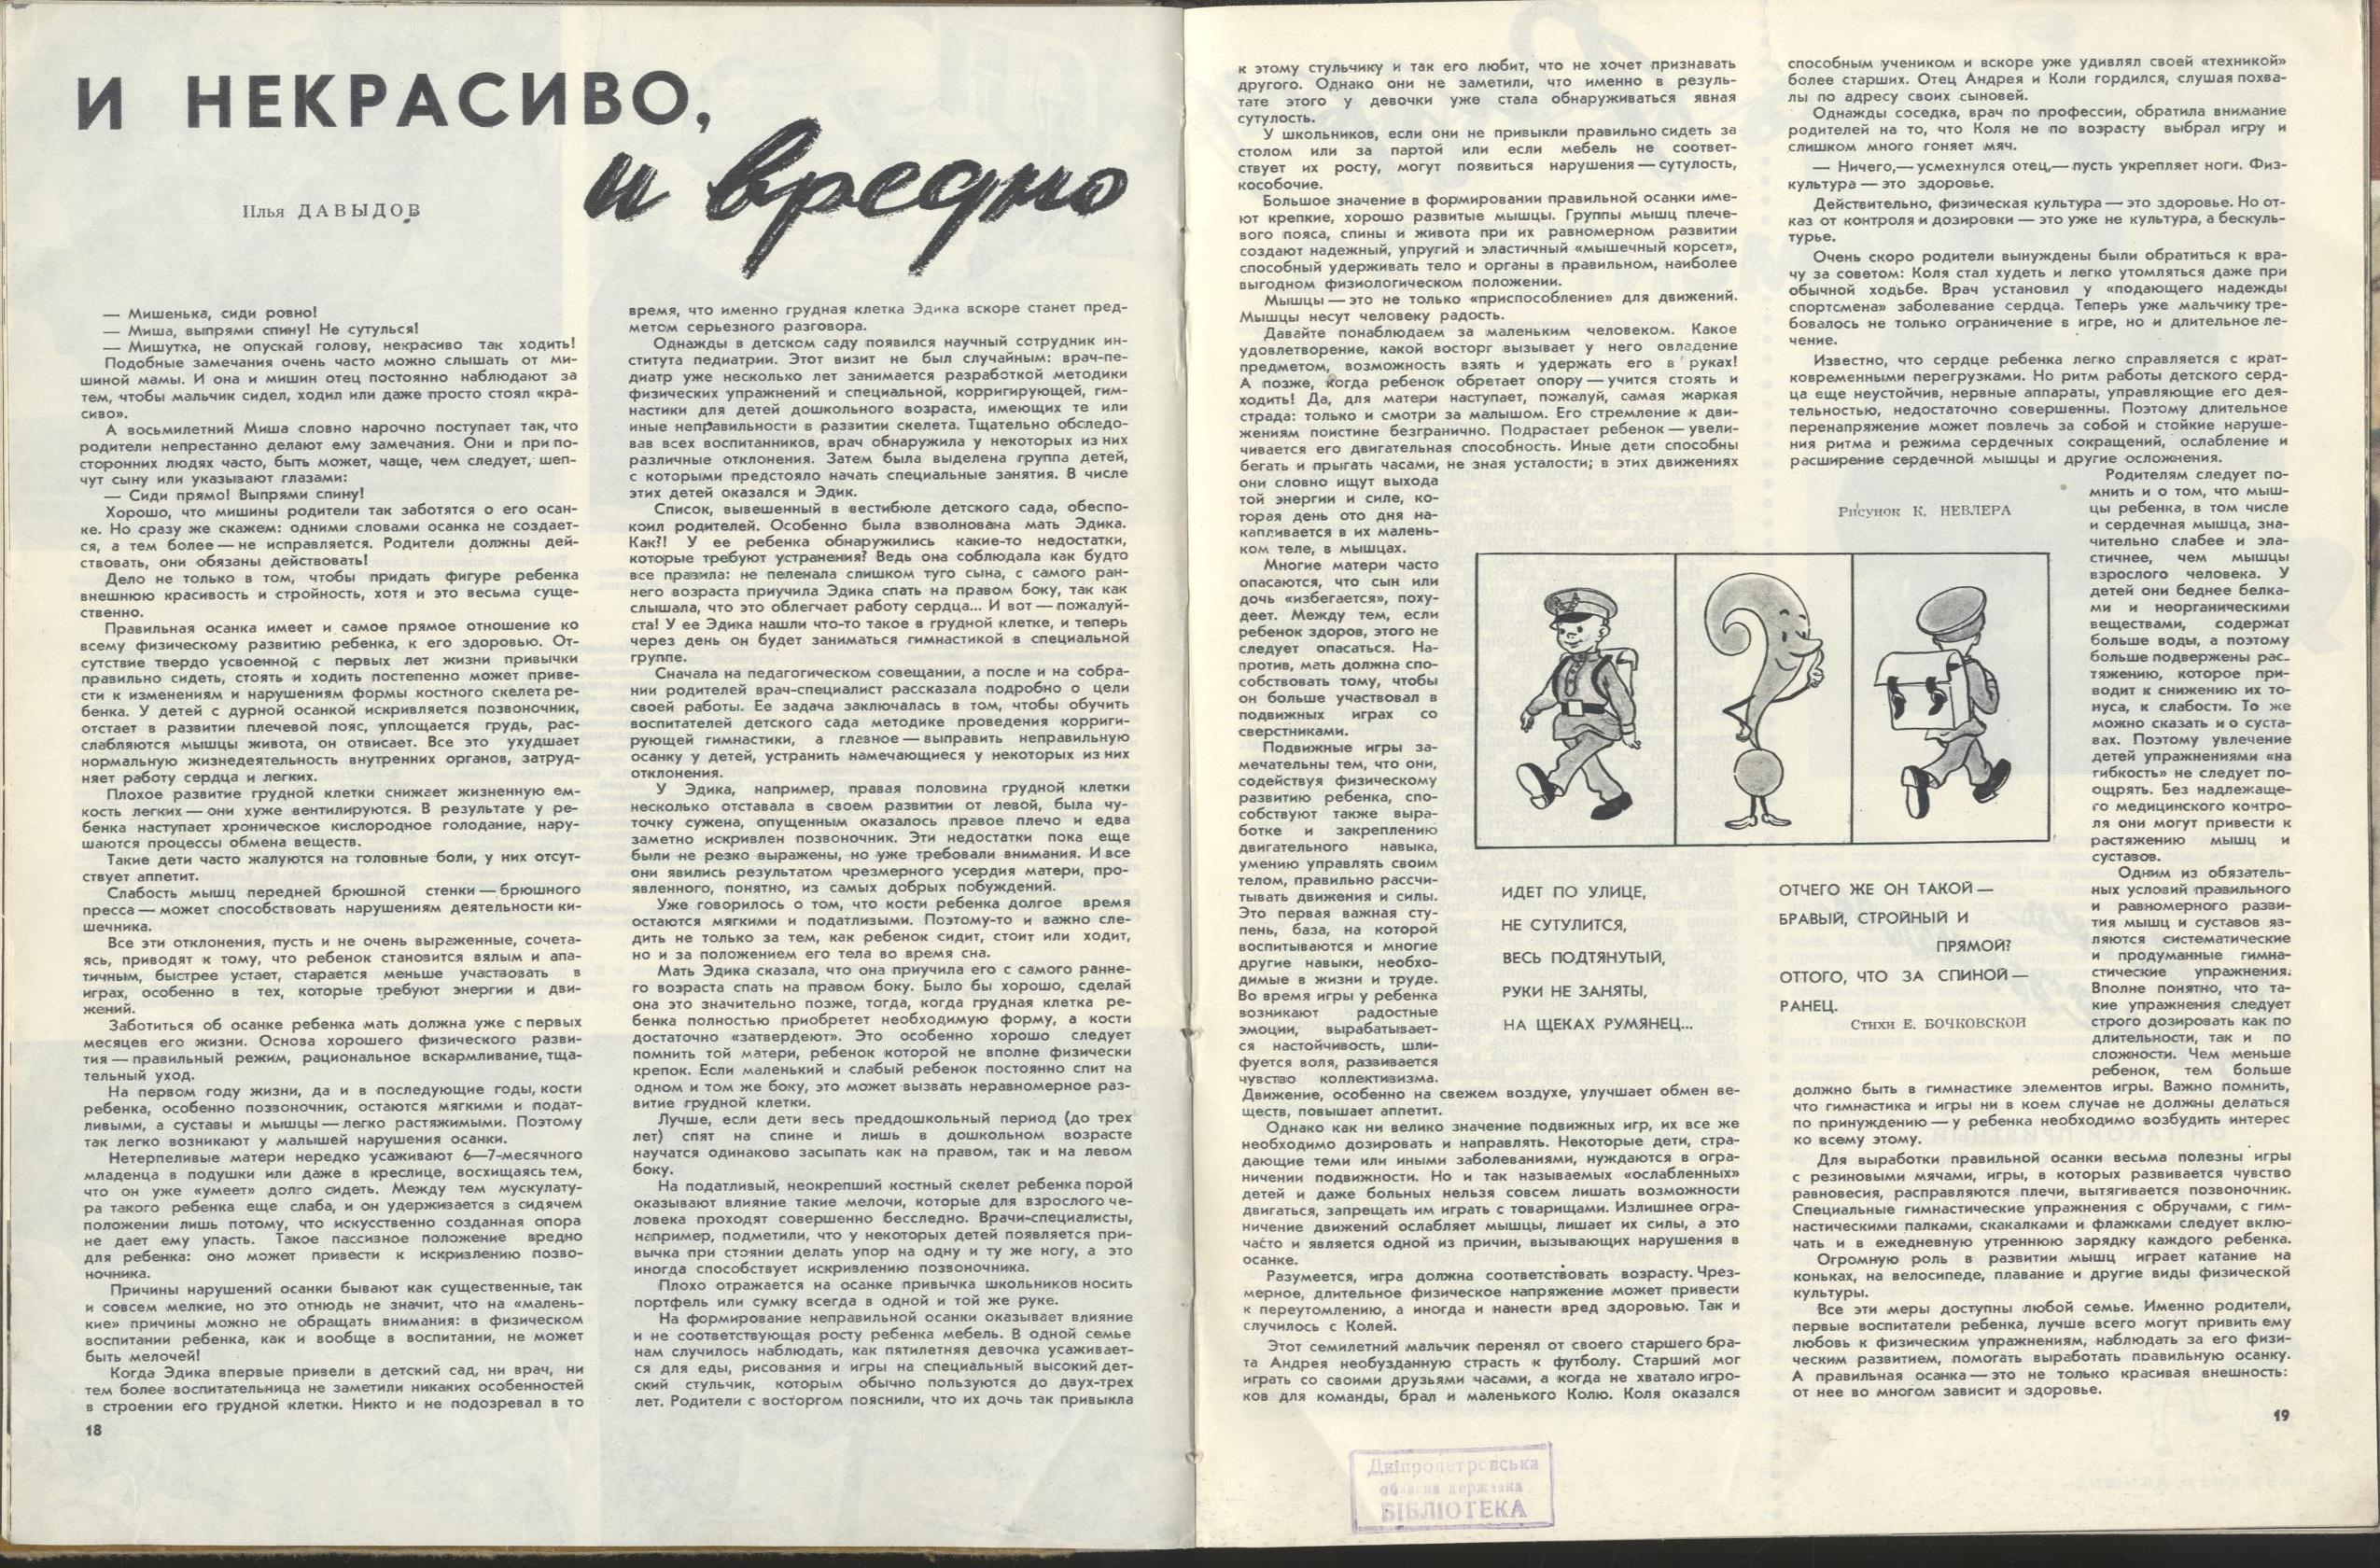 И НЕКРАСИВО,
и вредно
Илья ДАВЫДОВ
— Мишенька, сиди ровно!
— Миша, выпрями спину! Не сутулься!
— Мишутка, не опускай голову, некрасиво так ходить!
Подобные замечания очень часто можно слышать от ми-
шиной мамы. И она и мишин отец постоянно наблюдают за
тем, чтобы мальчик сидел, ходил или даже просто стоял «кра-
сиво».
А восьмилетний Миша словно нарочно поступает так, что
родители непрестанно делают ему замечания. Они и при по-
сторонних людях часто, быть может, чаще, чем следует, шеп-
чут сыну или указывают глазами:
— Сиди прямо! Выпрями спину!
Хорошо, что мишины родители так заботятся о его осан-
ке. Но сразу же скажем: одними словами осанка не создает-
ся, а тем более — не исправляется. Родители должны дей-
ствовать, они обязаны действовать!
Дело не только в том, чтобы придать фигуре ребенка
внешнюю красивость и стройность, хотя и это весьма суще-
ственно.
Правильная осанка имеет и самое прямое отношение ко
всему физическому развитию ребенка, к его здоровью. От-
сутствие твердо усвоенной с первых лет жизни привычки
правильно сидеть, стоять и ходить постепенно может приве-
сти к изменениям и нарушениям формы костного скелета ре-
бенка. У детей с дурной осанкой искривляется позвоночник,
отстает в развитии плечевой пояс, уплощается грудь, рас-
слабляются мышцы живота, он отвисает. Все это ухудшает
нормальную жизнедеятельность внутренних органов, затруд-
няет работу сердца и легких.
Плохое развитие грудной клетки снижает жизненную ем-
кость легких — они хуже вентилируются. В результате у ре-
бенка наступает хроническое кислородное голодание, нару-
шаются процессы обмена веществ.
Такие дети часто жалуются на головные боли, у них отсут-
ствует аппетит.
Слабость мышц передней брюшной стенки — брюшного
пресса — может способствовать нарушениям деятельности ки-
шечника.
Все эти отклонения, пусть и не очень выраженные, сочета-
ясь, приводят к тому, что ребенок становится вялым и апа-
тичным, быстрее устает, старается меньше участвовать в
играх, особенно в тех, которые требуют энергии и дви-
жений.
Заботиться об осанке ребенка мать должна уже с первых
месяцев его жизни. Основа хорошего физического разви-
тия — правильный режим, рациональное вскармливание, тща-
тельный уход.
На первом году жизни, да и в последующие годы, кости
ребенка, особенно позвоночник, остаются мягкими и подат-
ливыми, а суставы и мышцы — легко растяжимыми. Поэтому
так легко возникают у малышей нарушения осанки.
Нетерпеливые матери нередко усаживают 6—7-месячного
младенца в подушки или даже в креслице, восхищаясь тем,
что он уже «умеет» долго сидеть. Между тем мускулату-
ра такого ребенка еще слаба, и он удерживается в сидячем
положении лишь потому, что искусственно созданная опора
не дает ему упасть. Такое пассивное положение вредно
для ребенка: оно может привести к искривлению позво-
ночника.
Причины нарушений осанки бывают как существенные, так
и совсем мелкие, но это отнюдь не значит, что на «малень-
кие» причины можно не обращать внимания: в физическом
воспитании ребенка, как и вообще в воспитании, не может
быть мелочей!
Когда Эдика впервые привели в детский сад, ни врач, ни
тем более воспитательница не заметили никаких особенностей
в строении его грудной клетки. Никто и не подозревал в то
18
время, что именно грудная клетка Эдика вскоре станет пред-
метом серьезного разговора.
Однажды в детском саду появился научный сотрудник ин-
ститута педиатрии. Этот визит не был случайным: врач-пе-
диатр уже несколько лет занимается разработкой методики
физических упражнений и специальной, корригирующей, гим-
настики для детей дошкольного возраста, имеющих те или
иные неправильности в развитии скелета. Тщательно обследо-
вав всех воспитанников, врач обнаружила у некоторых из них
различные отклонения. Затем была выделена группа детей,
с которыми предстояло начать специальные занятия. В числе
этих детей оказался и Эдик.
Список, вывешенный в вестибюле детского сада, обеспо-
коил родителей. Особенно была взволнована мать Эдика.
Как?! У ее ребенка обнаружились какие-то недостатки,
которые требуют устранения? Ведь она соблюдала как будто
все правила: не пеленала слишком туго сына, с самого ран-
него возраста приучила Эдика спать на правом боку, так как
слышала, что это облегчает работу сердца... И вот — пожалуй-
ста! У ее Эдика нашли что-то такое в грудной клетке, и теперь
через день он будет заниматься гимнастикой в специальной
группе.
Сначала на педагогическом совещании, а после и на собра-
нии родителей врач-специалист рассказала подробно о цели
своей работы. Ее задача заключалась в том, чтобы обучить
воспитателей детского сада методике проведения корриги-
рующей гимнастики, а главное — выправить неправильную
осанку у детей, устранить намечающиеся у некоторых из них
отклонения.
У Эдика, например, правая половина грудной клетки
несколько отставала в своем развитии от левой, была чу-
точку сужена, опущенным оказалось правое плечо и едва
заметно искривлен позвоночник. Эти недостатки пока еще
были не резко выражены, но уже требовали внимания. И все
они явились результатом чрезмерного усердия матери, про-
явленного, понятно, из самых добрых побуждений.
Уже говорилось о том, что кости ребенка долгое время
остаются мягкими и податливыми. Поэтому-то и важно сле-
дить не только за тем, как ребенок сидит, стоит или ходит,
но и за положением его тела во время сна.
Мать Эдика сказала, что она приучила его с самого ранне-
го возраста спать на правом боку. Было бы хорошо, сделай
она это значительно позже, тогда, когда грудная клетка ре-
бенка полностью приобретет необходимую форму, а кости
достаточно «затвердеют». Это особенно хорошо следует
помнить той матери, ребенок которой не вполне физически
крепок. Если маленький и слабый ребенок постоянно спит на
одном и том же боку, это может вызвать неравномерное раз-
витие грудной клетки.
Лучше, если дети весь преддошкольный период (до трех
лет) спят на спине и лишь в дошкольном возрасте
научатся одинаково засыпать как на правом, так и на левом
боку.
На податливый, неокрепший костный скелет ребенка порой
оказывают влияние такие мелочи, которые для взрослого че-
ловека проходят совершенно бесследно. Врачи-специалисты,
например, подметили, что у некоторых детей появляется при-
вычка при стоянии делать упор на одну и ту же ногу, а это
иногда способствует искривлению позвоночника.
Плохо отражается на осанке привычка школьников носить
портфель или сумку всегда в одной и той же руке.
На формирование неправильной осанки оказывает влияние
и не соответствующая росту ребенка мебель. В одной семье
нам случилось наблюдать, как пятилетняя девочка усаживает-
ся для еды, рисования и игры на специальный высокий дет-
ский стульчик, которым обычно пользуются до двух-трех
лет. Родители с восторгом пояснили, что их дочь так привыкла
к этому стульчику и так его любит, что не хочет признавать
другого. Однако они не заметили, что именно в резуль-
тате этого у девочки уже стала обнаруживаться явная
сутулость.
У школьников, если они не привыкли правильно сидеть за
столом или за партой или если мебель не соответ-
ствует их росту, могут появиться нарушения — сутулость,
кособочие.
Большое значение в формировании правильной осанки име-
ют крепкие, хорошо развитые мышцы. Группы мышц плече-
вого пояса, спины и живота при их равномерном развитии
создают надежный, упругий и эластичный «мышечный корсет»,
способный удерживать тело и органы в правильном, наиболее
выгодном физиологическом положении.
Мышцы — это не только «приспособление» для движений.
Мышцы несут человеку радость.
Давайте понаблюдаем за маленьким человеком. Какое
удовлетворение, какой восторг вызывает у него овладение
предметом, возможность взять и удержать его в руках!
А позже, когда ребенок обретает опору — учится стоять и
ходить! Да, для матери наступает, пожалуй, самая жаркая
страда: только и смотри за малышом. Его стремление к дви-
жениям поистине безгранично. Подрастает ребенок — увели-
чивается его двигательная способность. Иные дети способны
бегать и прыгать часами, не зная усталости; в этих движениях
они словно ищут выхода
той энергии и силе, ко-
торая день ото дня на-
капливается в их малень-
ком теле, в мышцах.
Многие матери часто
опасаются, что сын или
дочь «избегается», поху-
деет. Между тем, если
ребенок здоров, этого не
следует опасаться. На-
против, мать должна спо-
собствовать тому, чтобы
он больше участвовал в
подвижных играх со
сверстниками.
Подвижные игры за-
мечательны тем, что они,
содействуя физическому
развитию ребенка, спо-
собствуют также выра-
ботке и закреплению
двигательного навыка,
умению управлять своим
телом, правильно рассчи-
тывать движения и силы.
Это первая важная сту-
пень, база, на которой
воспитываются и многие
другие навыки, необхо-
димые в жизни и труде.
Во время игры у ребенка
возникают радостные
эмоции, вырабатывает-
ся настойчивость, шли-
фуется воля, развивается
чувство коллективизма.
Движение, особенно на свежем воздухе, улучшает обмен ве-
ществ, повышает аппетит.
Однако как ни велико значение подвижных игр, их все же
необходимо дозировать и направлять. Некоторые дети, стра-
дающие теми или иными заболеваниями, нуждаются в огра-
ничении подвижности. Но и так называемых «ослабленных»
детей и даже больных нельзя совсем лишать возможности
двигаться, запрещать им играть с товарищами. Излишнее огра-
ничение движений ослабляет мышцы, лишает их силы, а это
часто и является одной из причин, вызывающих нарушения в
осанке.
Разумеется, игра должна соответствовать возрасту. Чрез-
мерное, длительное физическое напряжение может привести
к переутомлению, а иногда и нанести вред здоровью. Так и
случилось с Колей.
Этот семилетний мальчик перенял от своего старшего бра-
та Андрея необузданную страсть к футболу. Старший мог
играть со своими друзьями часами, а когда не хватало игро-
ков для команды, брал и маленького Колю. Коля оказался
способным учеником и вскоре уже удивлял своей «техникой»
более старших. Отец Андрея и Коли гордился, слушая похва-
лы по адресу своих сыновей.
Однажды соседка, врач по профессии, обратила внимание
родителей на то, что Коля не по возрасту выбрал игру и
слишком много гоняет мяч.
— Ничего,— усмехнулся отец,— пусть укрепляет ноги. Физ-
культура — это здоровье.
Действительно, физическая культура — это здоровье. Но от-
каз от контроля и дозировки — это уже не культура, а бескуль-
турье.
Очень скоро родители вынуждены были обратиться к вра-
чу за советом: Коля стал худеть и легко утомляться даже при
обычной ходьбе. Врач установил у «подающего надежды
спортсмена» заболевание сердца. Теперь уже мальчику тре-
бовалось не только ограничение в игре, но и длительное ле-
чение.
Известно, что сердце ребенка легко справляется с крат-
ковременными перегрузками. Но ритм работы детского серд-
ца еще неустойчив, нервные аппараты, управляющие его дея-
тельностью, недостаточно совершенны. Поэтому длительное
перенапряжение может повлечь за собой и стойкие наруше-
ния ритма и режима сердечных сокращений, ослабление и
расширение сердечной мышцы и другие осложнения.
Родителям следует по-
мнить и о том, что мыш-
цы ребенка, в том числе
и сердечная мышца, зна-
чительно слабее и эла-
стичнее, чем мышцы
взрослого человека. У
детей они беднее белка-
ми и неорганическими
веществами, содержат
больше воды, а поэтому
больше подвержены рас-
тяжению, которое при-
водит к снижению их то-
нуса, к слабости. То же
можно сказать и о суста-
вах. Поэтому увлечение
детей упражнениями «на
гибкость» не следует по-
ощрять. Без надлежаще-
го медицинского контро-
ля они могут привести к
растяжению мышц и
суставов.
Одним из обязатель-
ных условий правильного
и равномерного разви-
тия мышц и суставов яв-
ляются систематические
и продуманные гимна-
стические упражнения.
Вполне понятно, что та-
кие упражнения следует
строго дозировать как по
длительности, так и по
сложности. Чем меньше
ребенок, тем больше
должно быть в гимнастике элементов игры. Важно помнить,
что гимнастика и игры ни в коем случае не должны делаться
по принуждению — у ребенка необходимо возбудить интерес
ко всему этому.
Для выработки правильной осанки весьма полезны игры
с резиновыми мячами, игры, в которых развивается чувство
равновесия, расправляются плечи, вытягивается позвоночник.
Специальные гимнастические упражнения с обручами, с гим-
настическими палками, скакалками и флажками следует вклю-
чать и в ежедневную утреннюю зарядку каждого ребенка.
Огромную роль в развитии мышц играет катание на
коньках, на велосипеде, плавание и другие виды физической
культуры.
Все эти меры доступны любой семье. Именно родители,
первые воспитатели ребенка, лучше всего могут привить ему
любовь к физическим упражнениям, наблюдать за его физи-
ческим развитием, помогать выработать правильную осанку.
А правильная осанка — это не только красивая внешность:
от нее во многом зависит и здоровье.
Рисунок К. НЕВЛЕРА
ИДЕТ ПО УЛИЦЕ,
НЕ СУТУЛИТСЯ,
ВЕСЬ ПОДТЯНУТЫЙ,
РУКИ НЕ ЗАНЯТЫ,
НА ЩЕКАХ РУМЯНЕЦ...
ОТЧЕГО ЖЕ ОН ТАКОЙ —
БРАВЫЙ, СТРОЙНЫЙ И
ПРЯМОЙ?
ОТТОГО, ЧТО ЗА СПИНОЙ —
РАНЕЦ.
Стихи Е. БОЧКОВСКОЙ
19
Дніпропетровська
обласна державна
БІБЛІОТЕКА